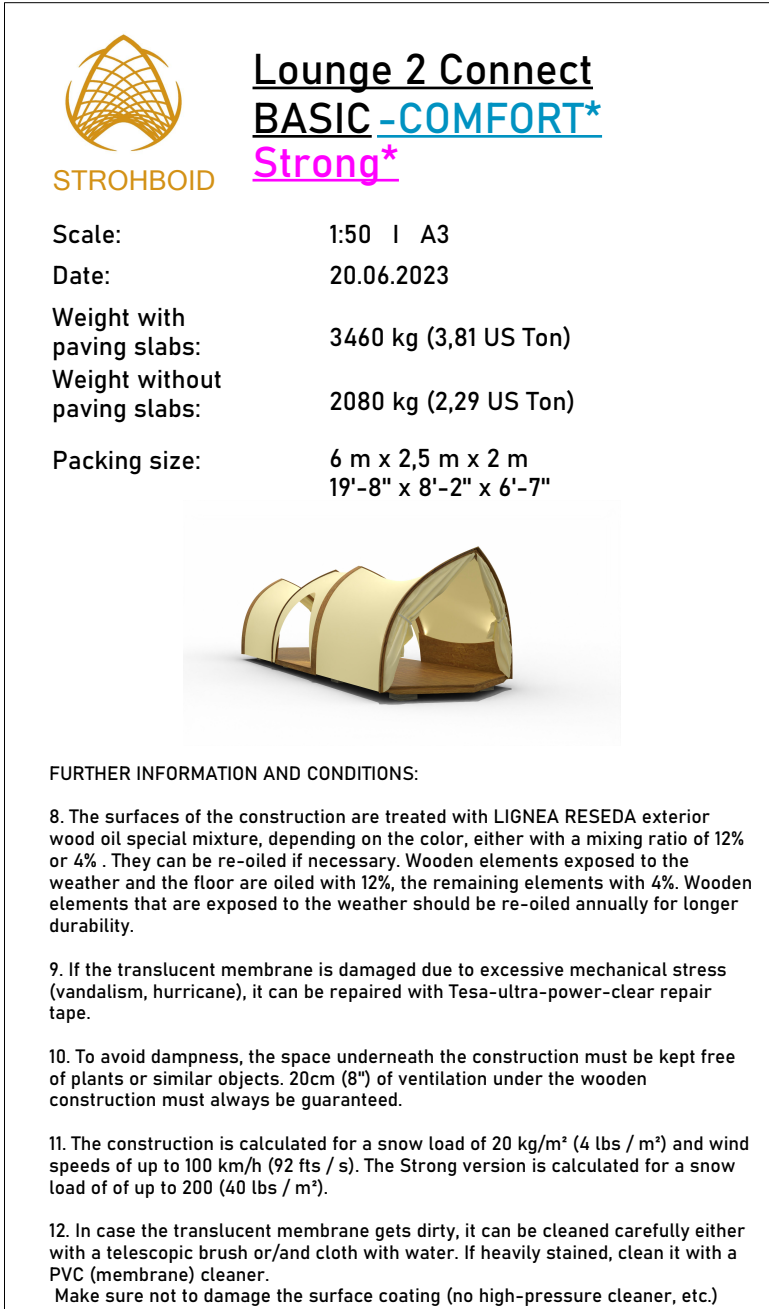 STROHBOID
Lounge 2 Connect
BASIC -COMFORT*
Strong*
Scale: 1:50 I A3
Date: 20.06.2023
Weight with
paving slabs: 3460 kg (3,81 US Ton)
Weight without
paving slabs: 2080 kg (2,29 US Ton)
Packing size: 6 m x 2,5 m x 2 m
19'-8" x 8'-2" x 6'-7"
FURTHER INFORMATION AND CONDITIONS:
8. The surfaces of the construction are treated with LIGNEA RESEDA exterior
wood oil special mixture, depending on the color, either with a mixing ratio of 12%
or 4% . They can be re-oiled if necessary. Wooden elements exposed to the
weather and the floor are oiled with 12%, the remaining elements with 4%. Wooden
elements that are exposed to the weather should be re-oiled annually for longer
durability.
9. If the translucent membrane is damaged due to excessive mechanical stress
(vandalism, hurricane), it can be repaired with Tesa-ultra-power-clear repair
tape.
10. To avoid dampness, the space underneath the construction must be kept free
of plants or similar objects. 20cm (8") of ventilation under the wooden
construction must always be guaranteed.
11. The construction is calculated for a snow load of 20 kg/m² (4 lbs / m²) and wind
speeds of up to 100 km/h (92 fts / s). The Strong version is calculated for a snow
load of of up to 200 (40 lbs / m²).
12. In case the translucent membrane gets dirty, it can be cleaned carefully either
with a telescopic brush or/and cloth with water. If heavily stained, clean it with a
PVC (membrane) cleaner.
Make sure not to damage the surface coating (no high-pressure cleaner, etc.)